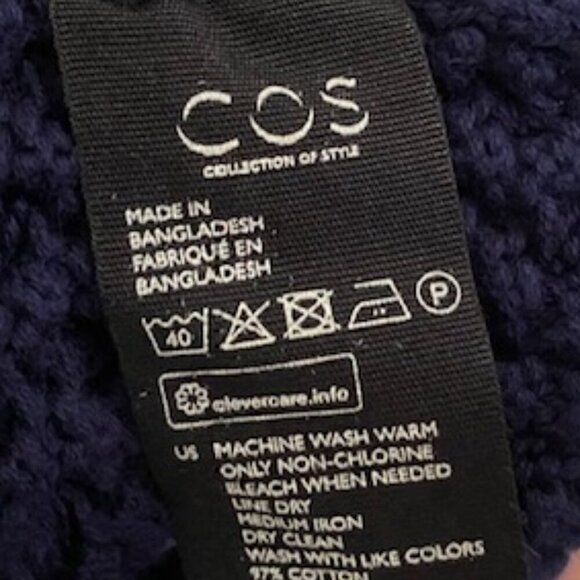 COS
COLLECTION OF STYLE
MADE IN
BANGLADESH
FABRIQUÉ EN
BANGLADESH
40 P
clevercare.info
US MACHINE WASH WARM
ONLY NON-CHLORINE
BLEACH WHEN NEEDED
LINE DRY
MEDIUM IRON
DRY CLEAN
WASH WITH LIKE COLORS
97% COTTON